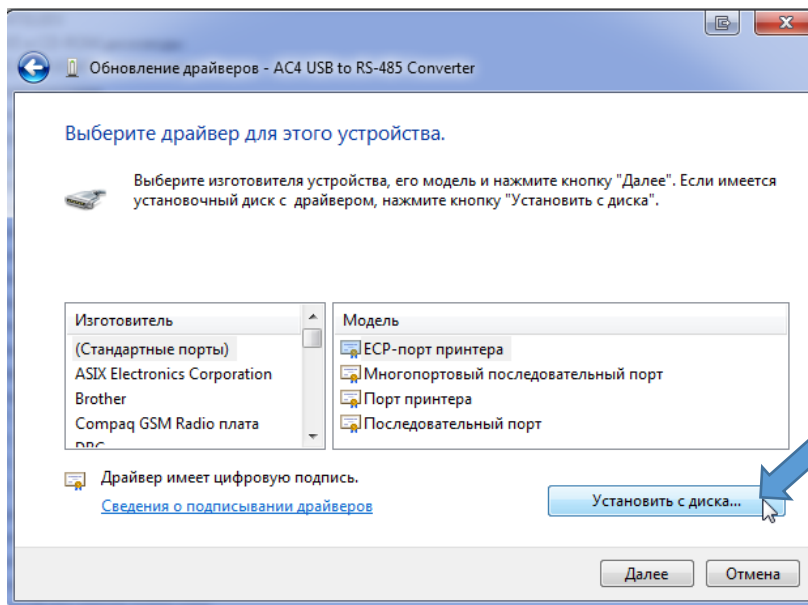 Обновление драйверов - AC4 USB to RS-485 Converter
Выберите драйвер для этого устройства.
Выберите изготовителя устройства, его модель и нажмите кнопку "Далее". Если имеется
установочный диск с драйвером, нажмите кнопку "Установить с диска".
Изготовитель
(Стандартные порты)
ASIX Electronics Corporation
Brother
Compaq GSM Radio плата
Модель
ECP-порт принтера
Многопортовый последовательный порт
Порт принтера
Последовательный порт
Драйвер имеет цифровую подпись.
Сведения о подписывании драйверов
Установить с диска...
Далее
Отмена